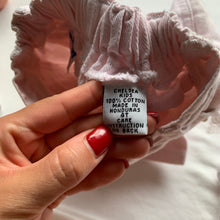 CHELSEA
KIDS
100% COTTON
MADE IN
HONDURAS
6T
CARE
INSTRUCTION
ON BACK